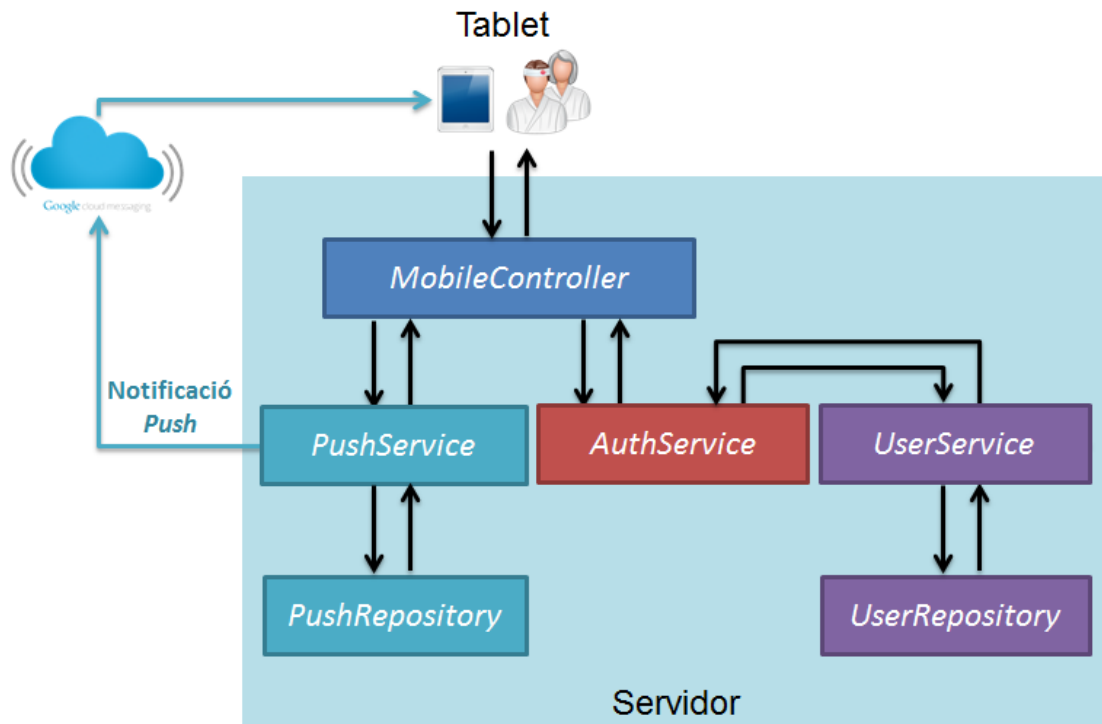 Tablet
Google cloud messaging
MobileController
Notificació
Push
PushService
AuthService
UserService
PushRepository
UserRepository
Servidor